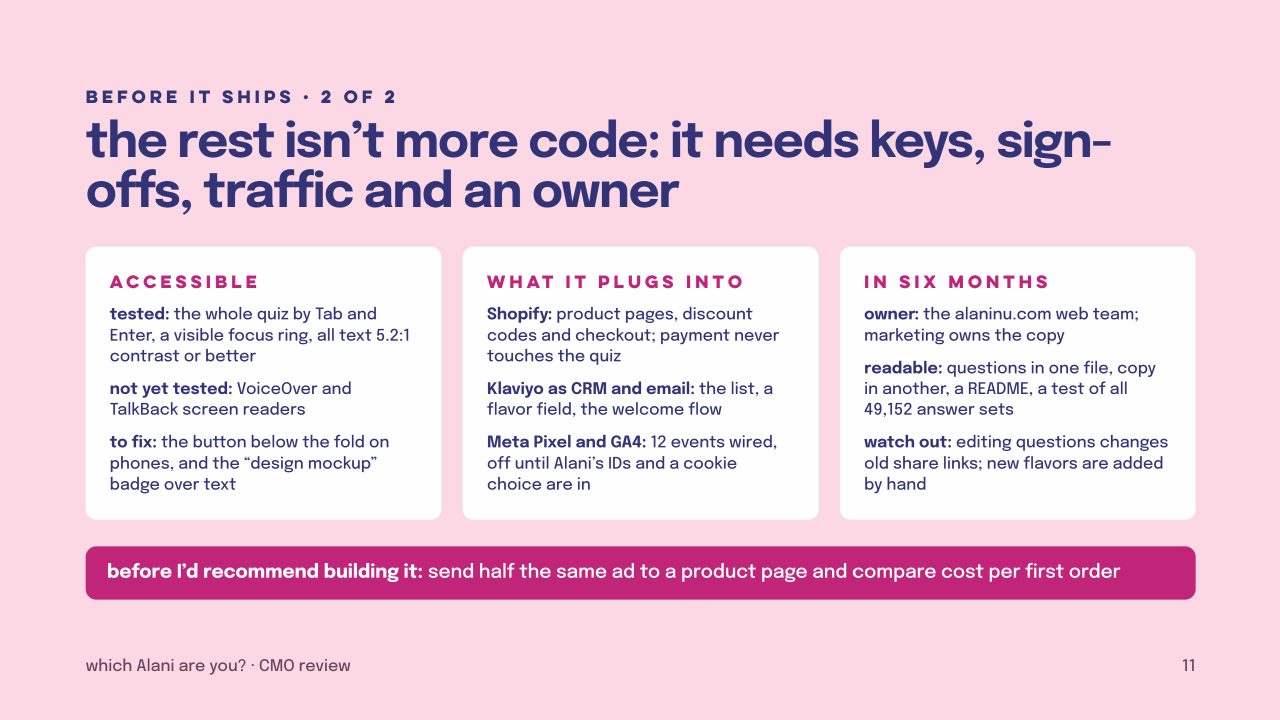 BEFORE IT SHIPS · 2 OF 2
the rest isn’t more code: it needs keys, sign-
offs, traffic and an owner
ACCESSIBLE
tested: the whole quiz by Tab and
Enter, a visible focus ring, all text 5.2:1
contrast or better
not yet tested: VoiceOver and
TalkBack screen readers
to fix: the button below the fold on
phones, and the “design mockup”
badge over text
WHAT IT PLUGS INTO
Shopify: product pages, discount
codes and checkout; payment never
touches the quiz
Klaviyo as CRM and email: the list, a
flavor field, the welcome flow
Meta Pixel and GA4: 12 events wired,
off until Alani’s IDs and a cookie
choice are in
IN SIX MONTHS
owner: the alaninu.com web team;
marketing owns the copy
readable: questions in one file, copy
in another, a README, a test of all
49,152 answer sets
watch out: editing questions changes
old share links; new flavors are added
by hand
before I’d recommend building it: send half the same ad to a product page and compare cost per first order
which Alani are you? · CMO review
11